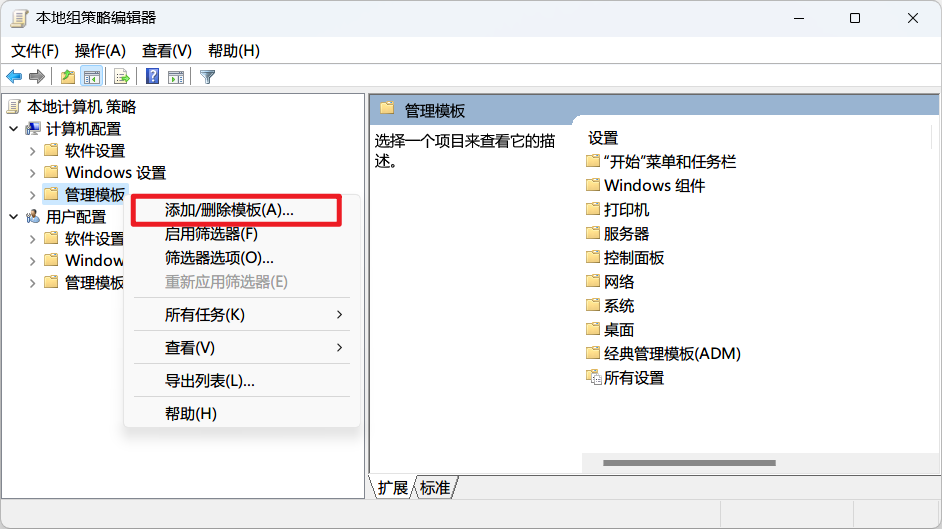 本地组策略编辑器
文件(F) 操作(A) 查看(V) 帮助(H)
本地计算机 策略
计算机配置
软件设置
Windows 设置
管理模板
用户配置
软件设置
Window
管理模板
添加/删除模板(A)...
启用筛选器(F)
筛选器选项(O)...
重新应用筛选器(E)
所有任务(K)
查看(V)
导出列表(L)...
帮助(H)
管理模板
选择一个项目来查看它的描
述。
设置
“开始”菜单和任务栏
Windows 组件
打印机
服务器
控制面板
网络
系统
桌面
经典管理模板(ADM)
所有设置
扩展 标准